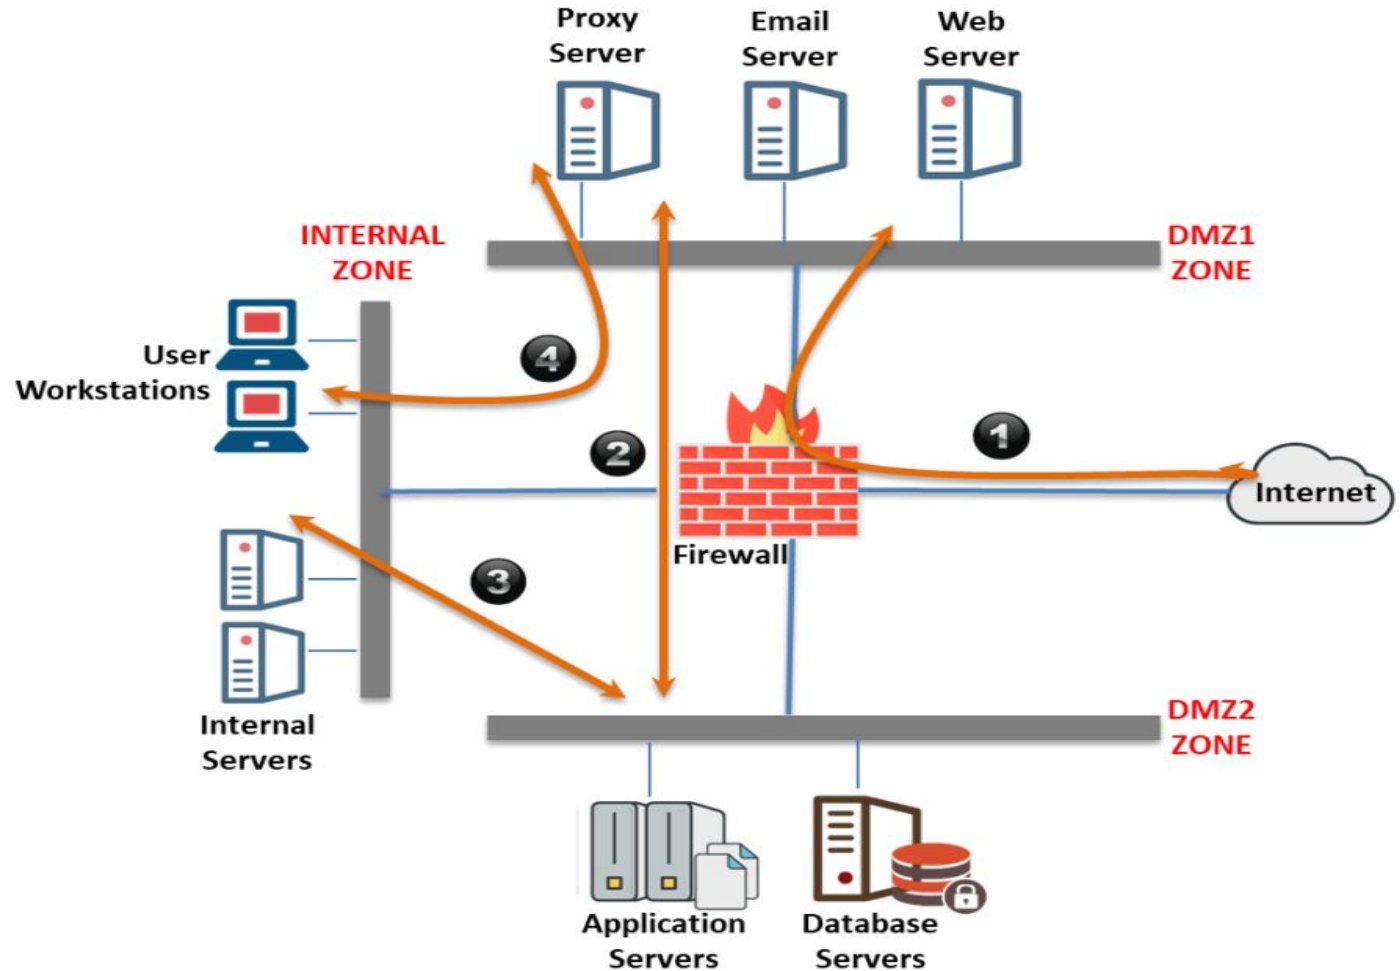 Proxy
Server
Email
Server
Web
Server
INTERNAL
ZONE
DMZ1
ZONE
User
Workstations
4
2
1
Internet
Firewall
3
Internal
Servers
DMZ2
ZONE
Application
Servers
Database
Servers